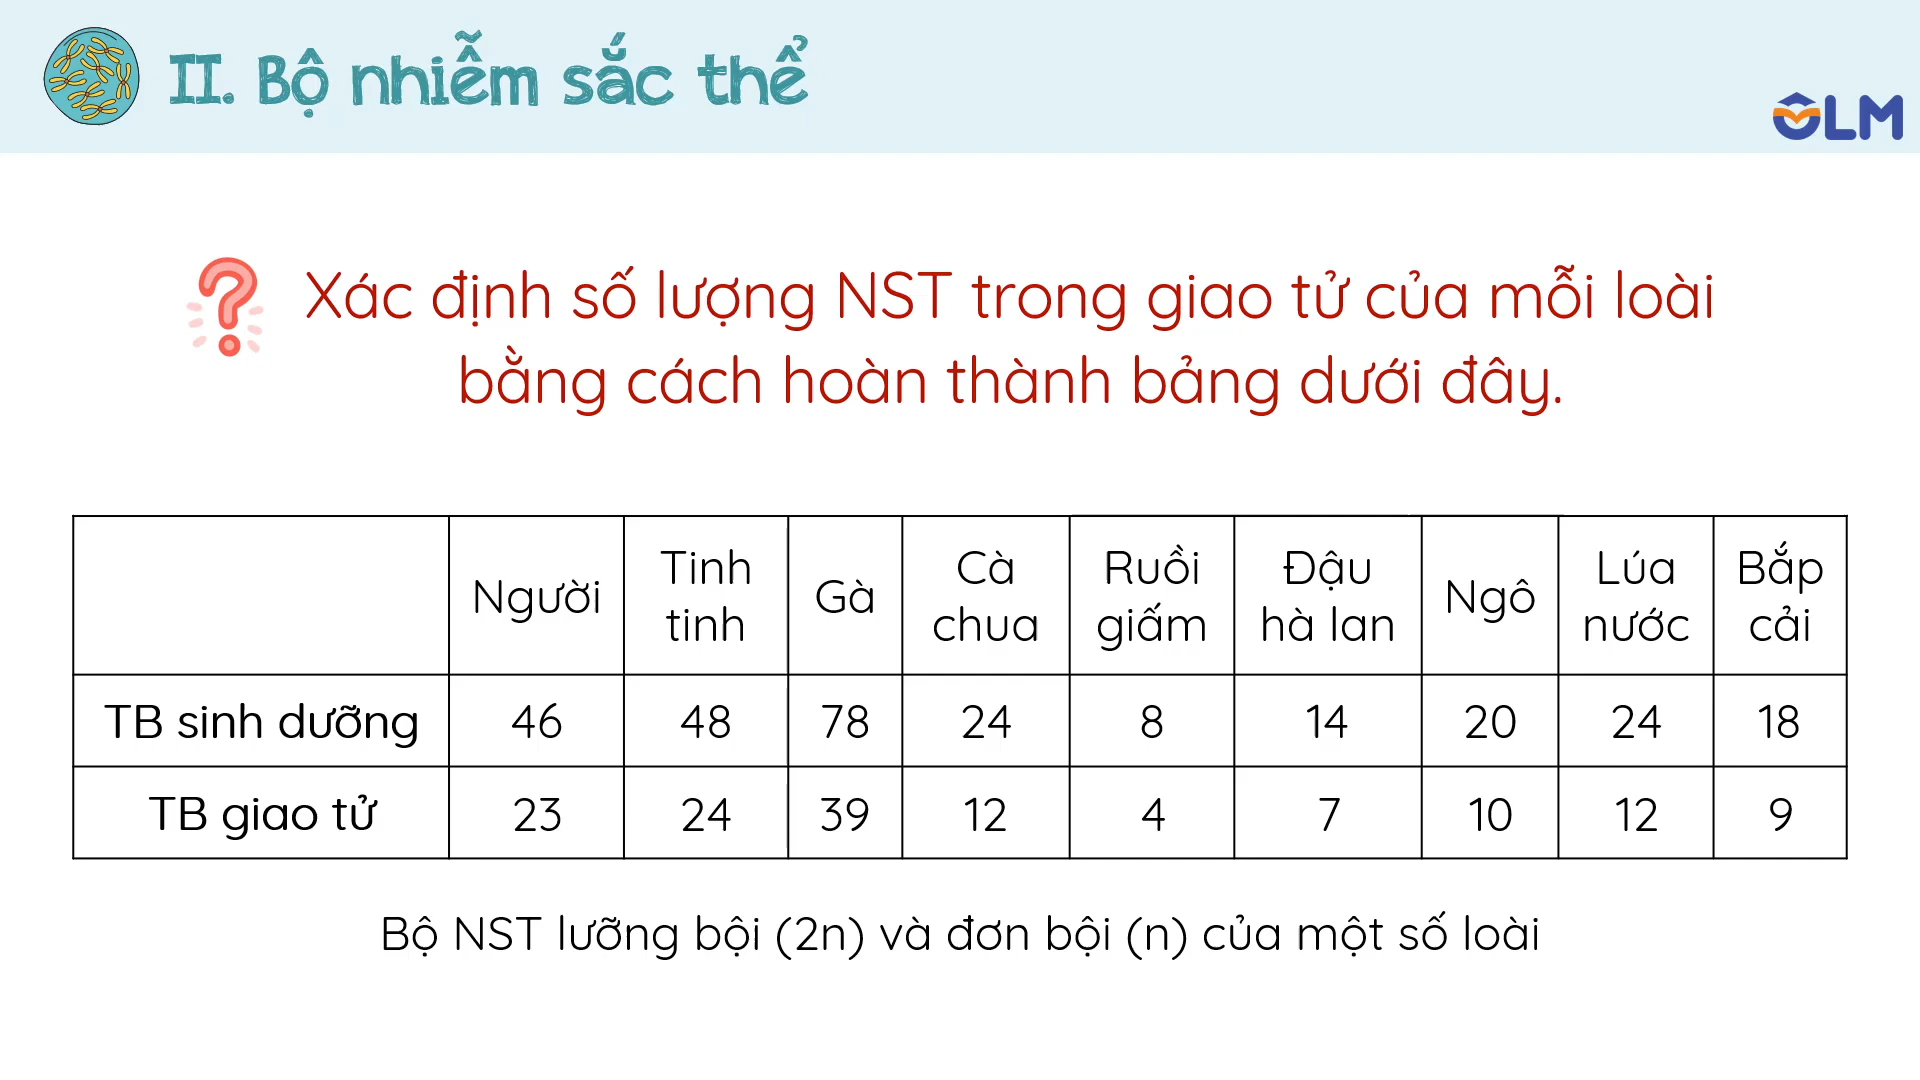 II. Bộ nhiễm sắc thể
OLM
Xác định số lượng NST trong giao tử của mỗi loài
bằng cách hoàn thành bảng dưới đây.
Người Tinh tinh Gà Cà chua Ruồi giấm Đậu hà lan Ngô Lúa nước Bắp cải
TB sinh dưỡng 46 48 78 24 8 14 20 24 18
TB giao tử 23 24 39 12 4 7 10 12 9
Bộ NST lưỡng bội (2n) và đơn bội (n) của một số loài